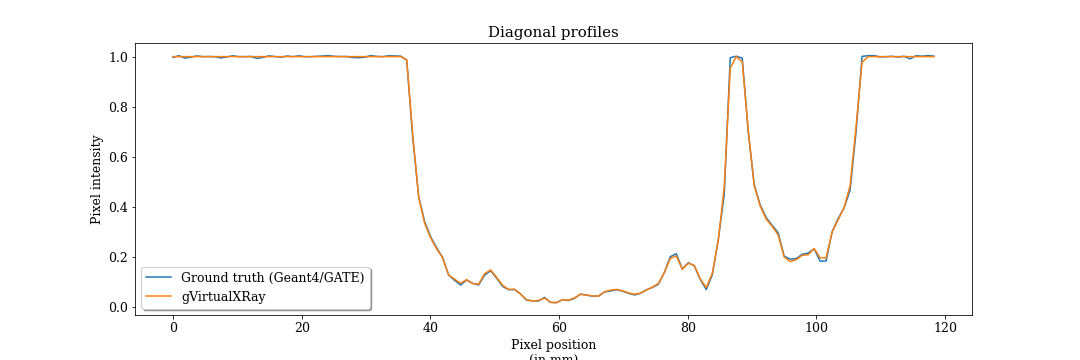 Diagonal profiles
1.0
0.8
0.6
0.4
0.2
0.0
Pixel intensity
Ground truth (Geant4/GATE)
gVirtualXRay
0 20 40 60 80 100 120
Pixel position
(in mm)